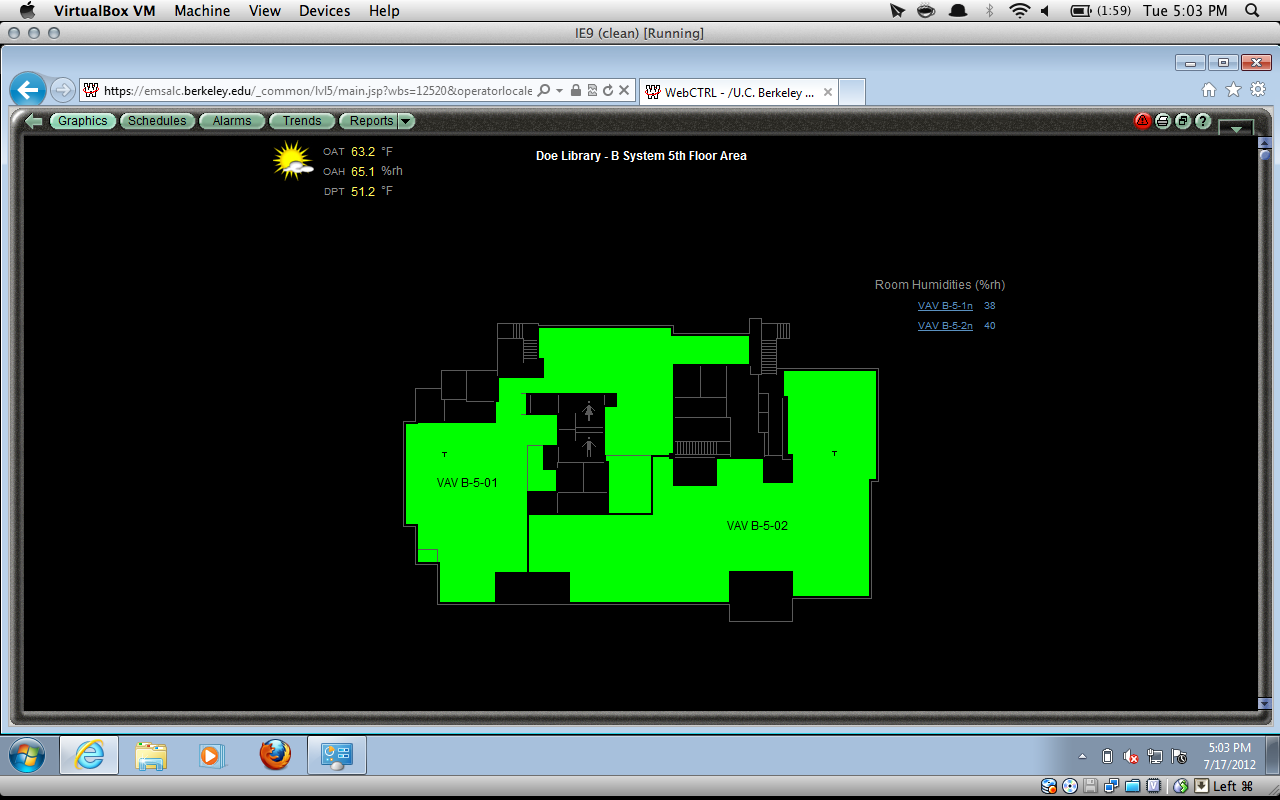 VirtualBox VM Machine View Devices Help (1:59) Tue 5:03 PM
IE9 (clean) [Running]
https://emsalc.berkeley.edu/_common/lvl5/main.jsp?wbs=12520&operatorlocale
WebCTRL - /U.C. Berkeley ...
Graphics Schedules Alarms Trends Reports
OAT 63.2 °F
OAH 65.1 %rh
DPT 51.2 °F
Doe Library - B System 5th Floor Area
Room Humidities (%rh)
VAV B-5-1n 38
VAV B-5-2n 40
T
T
VAV B-5-01
VAV B-5-02
5:03 PM
7/17/2012
Left ⌘